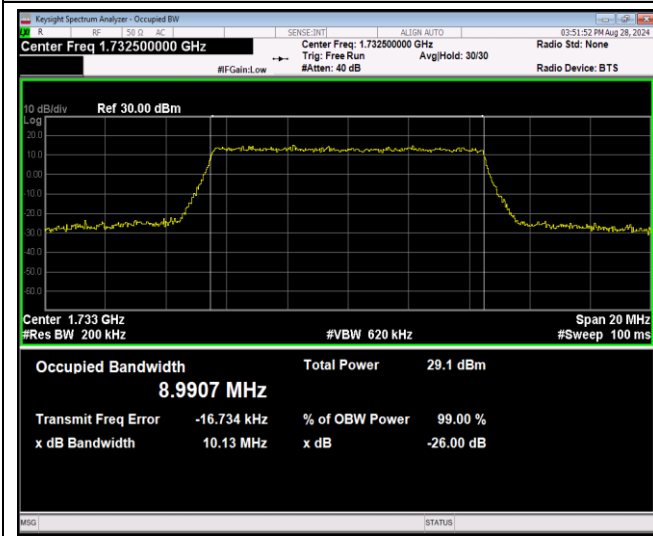 Keysight Spectrum Analyzer - Occupied BW
LXI R RF 50 Ω AC SENSE:INT ALIGN AUTO 03:51:52 PM Aug 28, 2024
Center Freq 1.732500000 GHz Center Freq: 1.732500000 GHz Radio Std: None
Trig: Free Run Avg|Hold: 30/30
#IFGain:Low #Atten: 40 dB Radio Device: BTS
10 dB/div Ref 30.00 dBm
Log
20.0
10.0
0.00
-10.0
-20.0
-30.0
-40.0
-50.0
-60.0
Center 1.733 GHz Span 20 MHz
#Res BW 200 kHz #VBW 620 kHz #Sweep 100 ms
Occupied Bandwidth Total Power 29.1 dBm
8.9907 MHz
Transmit Freq Error -16.734 kHz % of OBW Power 99.00 %
x dB Bandwidth 10.13 MHz x dB -26.00 dB
MSG STATUS